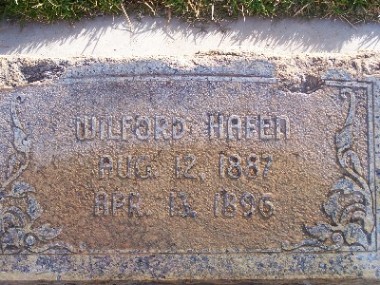 WILFORD HAFEN
AUG. 12, 1887
APR. 13, 1896